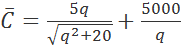 C̄ = 5q/√(q²+20) + 5000/q